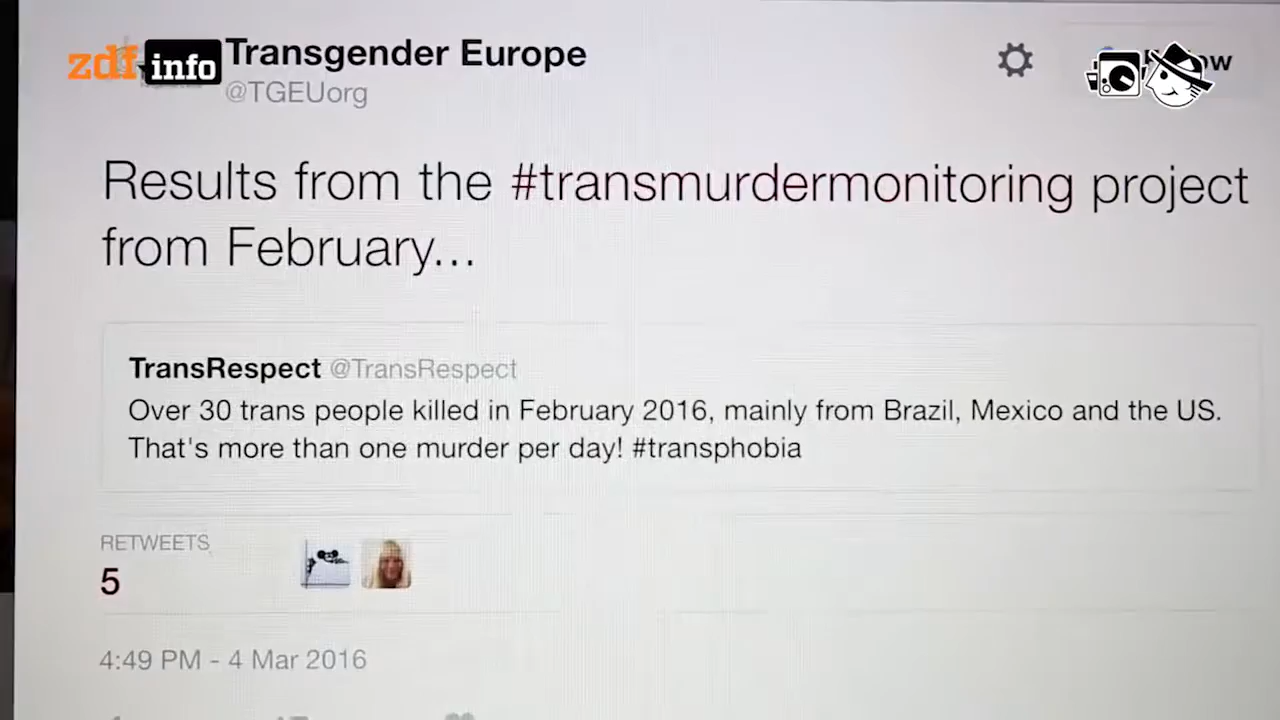 zdf info
Transgender Europe
@TGEUorg
Results from the #transmurdermonitoring project
from February...
TransRespect @TransRespect
Over 30 trans people killed in February 2016, mainly from Brazil, Mexico and the US.
That's more than one murder per day! #transphobia
RETWEETS
5
4:49 PM - 4 Mar 2016